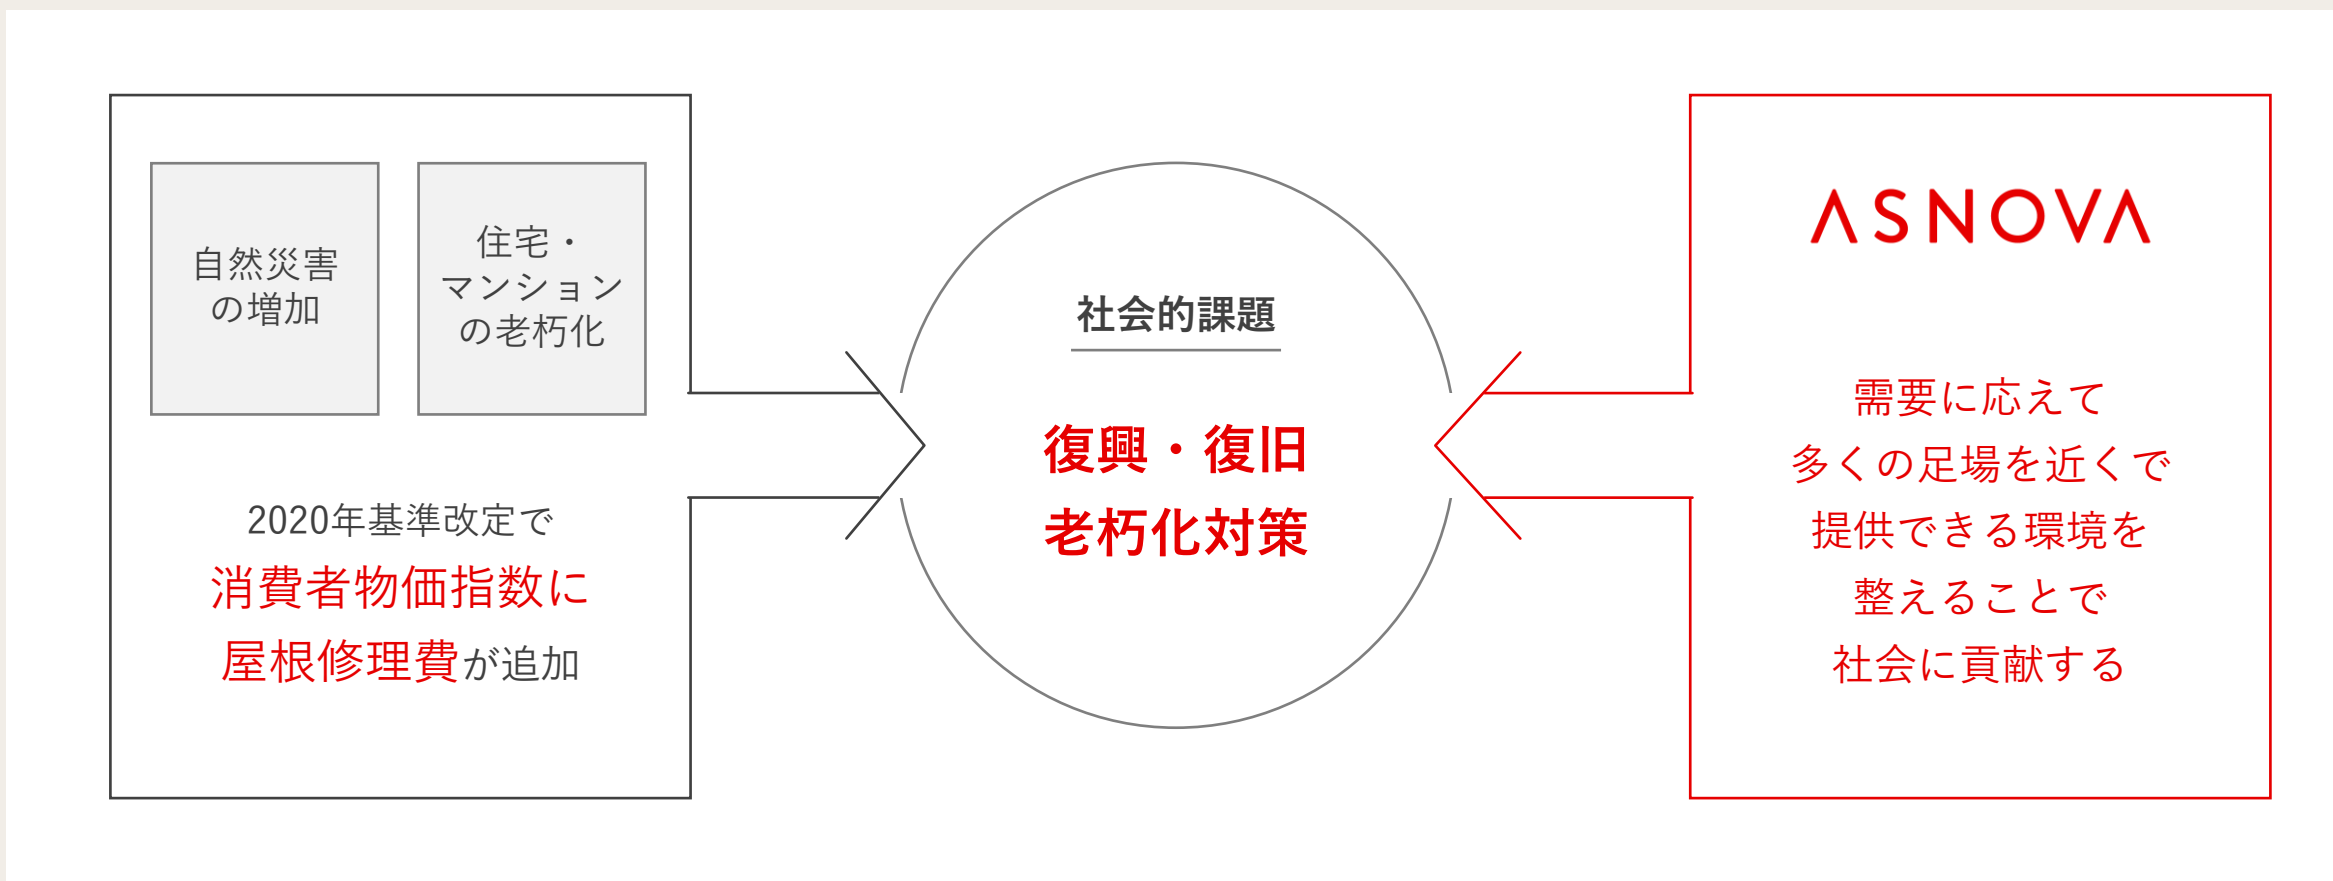 自然災害
の増加
住宅・
マンション
の老朽化
2020年基準改定で
消費者物価指数に
屋根修理費が追加
社会的課題
復興・復旧
老朽化対策
ASNOVA
需要に応えて
多くの足場を近くで
提供できる環境を
整えることで
社会に貢献する